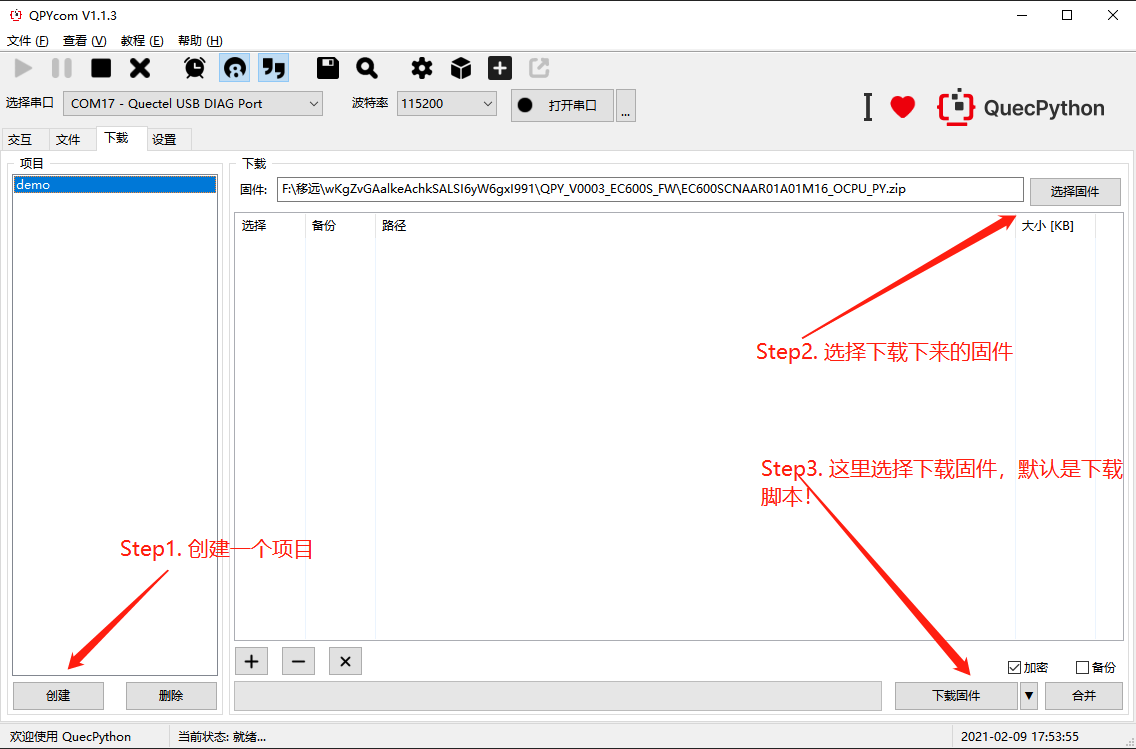 QPYcom V1.1.3
文件 (F) 查看 (V) 教程 (E) 帮助 (H)
选择串口 COM17 - Quectel USB DIAG Port 波特率 115200 打开串口 ...
QuecPython
交互 文件 下载 设置
项目
demo
下载
固件: F:\移远\wKgZvGAalkeAchkSALSI6yW6gxI991\QPY_V0003_EC600S_FW\EC600SCNAAR01A01M16_OCPU_PY.zip 选择固件
选择 备份 路径 大小 [KB]
Step2. 选择下载下来的固件
Step3. 这里选择下载固件，默认是下载
脚本！
Step1. 创建一个项目
加密 备份
创建 删除 下载固件 合并
欢迎使用 QuecPython 当前状态: 就绪... 2021-02-09 17:53:55